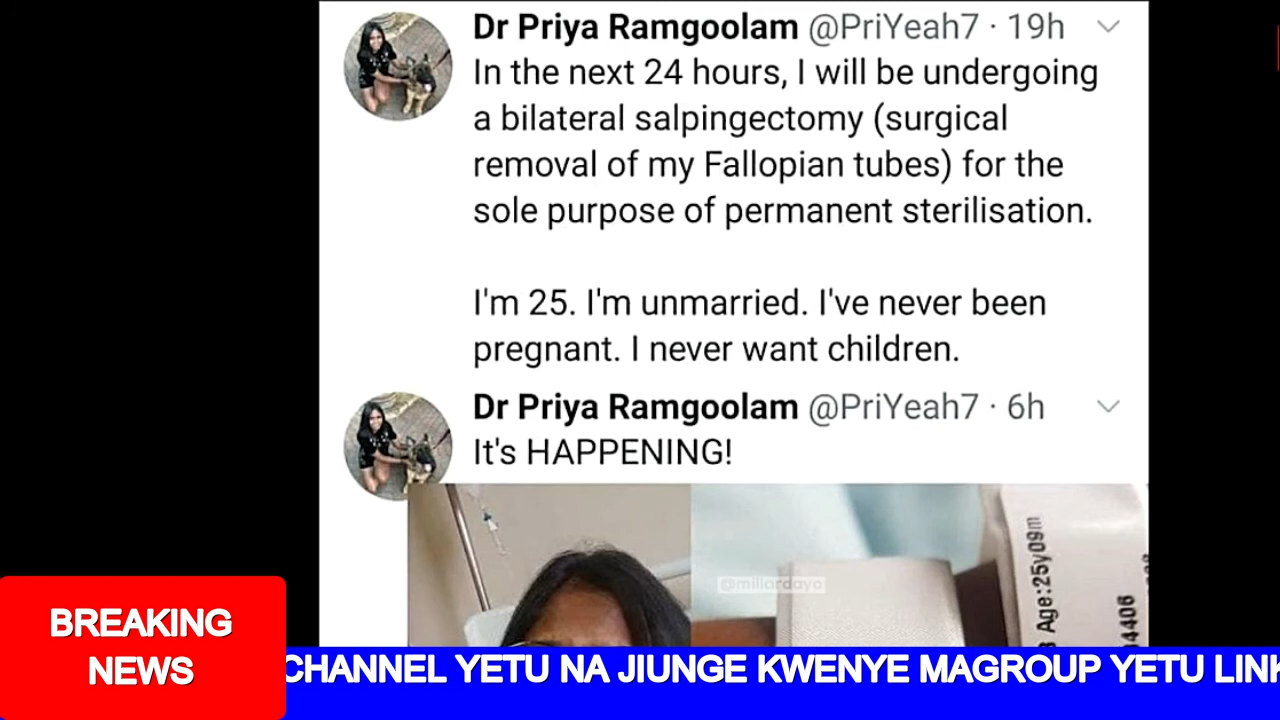 Dr Priya Ramgoolam @PriYeah7 · 19h
In the next 24 hours, I will be undergoing
a bilateral salpingectomy (surgical
removal of my Fallopian tubes) for the
sole purpose of permanent sterilisation.
I'm 25. I'm unmarried. I've never been
pregnant. I never want children.
Dr Priya Ramgoolam @PriYeah7 · 6h
It's HAPPENING!
@millardayo
Age:25y09m
4406
BREAKING
NEWS
CHANNEL YETU NA JIUNGE KWENYE MAGROUP YETU LINK